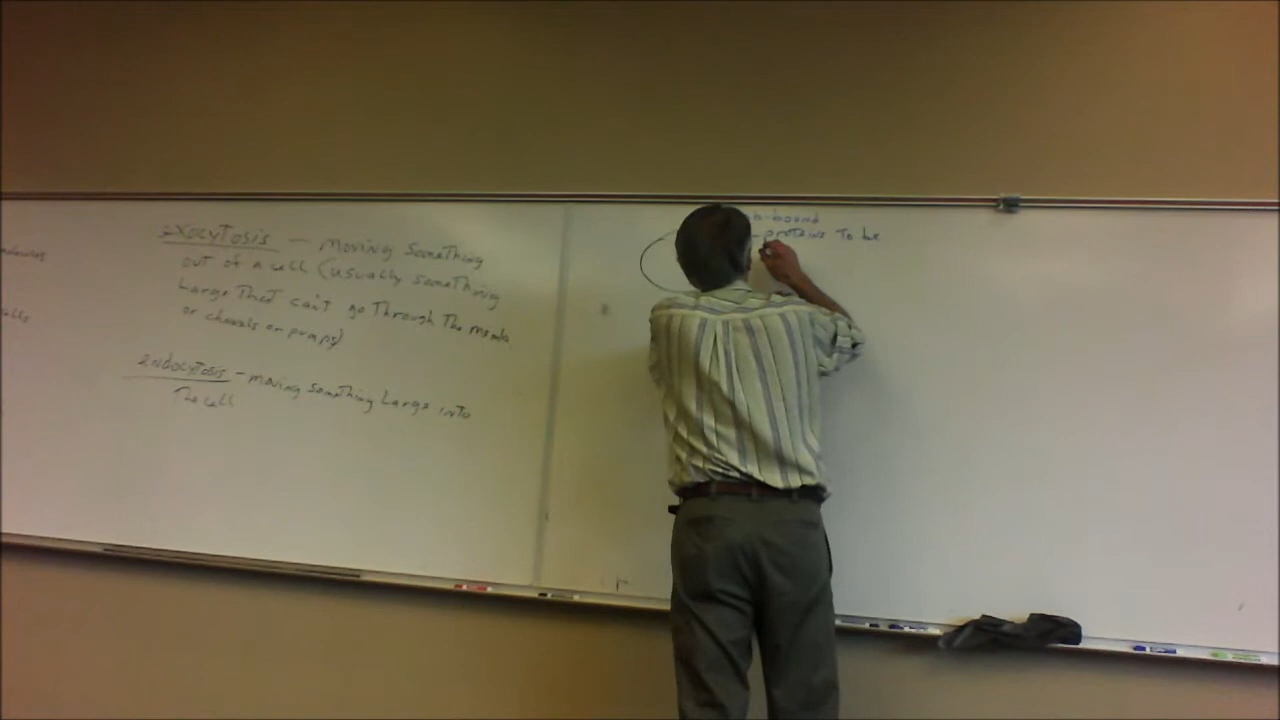 Exocytosis – moving something
out of a cell (usually something
Large That can't go Through The memb
or channels or pumps)
Endocytosis – moving something Large into
The cell
-bound
proteins To be